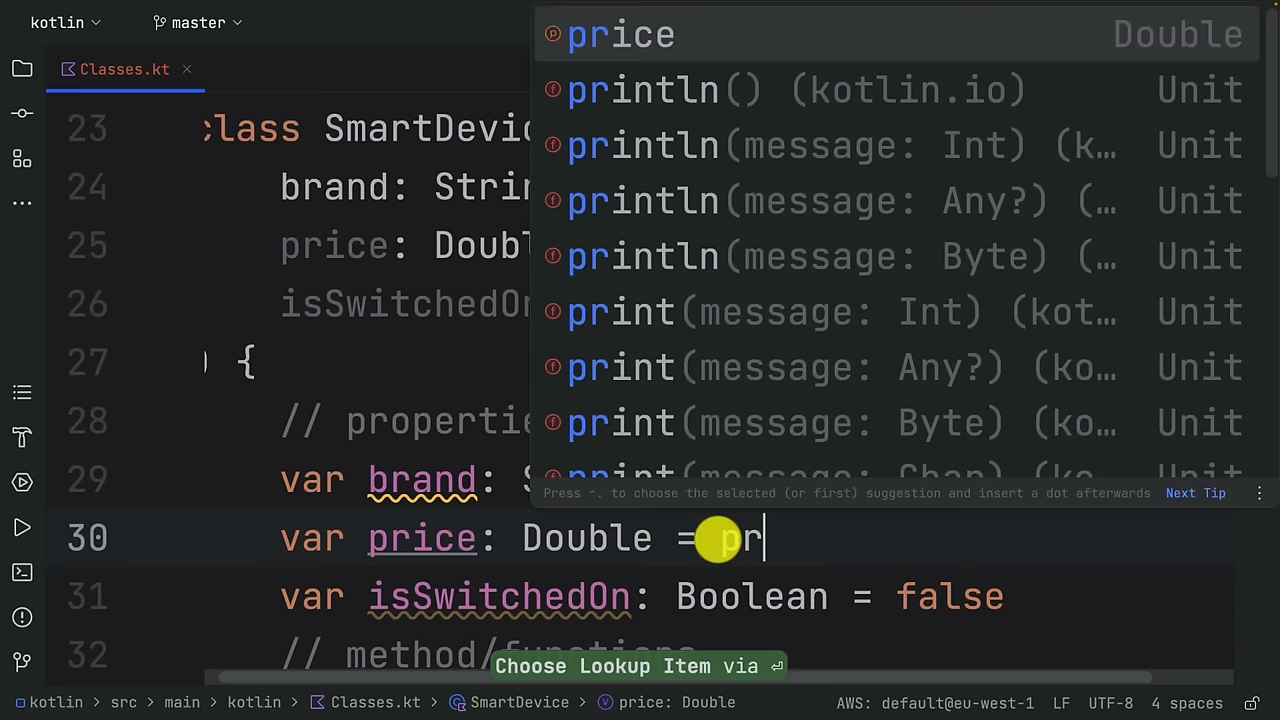 kotlin
master
Classes.kt
23 class SmartDevic
24 brand: Strin
25 price: Doubl
26 isSwitchedOn
27 ) {
28 // propertie
29 var brand: S
30 var price: Double = pr
31 var isSwitchedOn: Boolean = false
32 // method/functions
price Double
println() (kotlin.io) Unit
println(message: Int) (k… Unit
println(message: Any?) (… Unit
println(message: Byte) (… Unit
print(message: Int) (kot… Unit
print(message: Any?) (ko… Unit
print(message: Byte) (ko… Unit
print(message: Char) (ko… Unit
Press ^. to choose the selected (or first) suggestion and insert a dot afterwards Next Tip
Choose Lookup Item via ⏎
kotlin > src > main > kotlin > Classes.kt > SmartDevice > price: Double AWS: default@eu-west-1 LF UTF-8 4 spaces